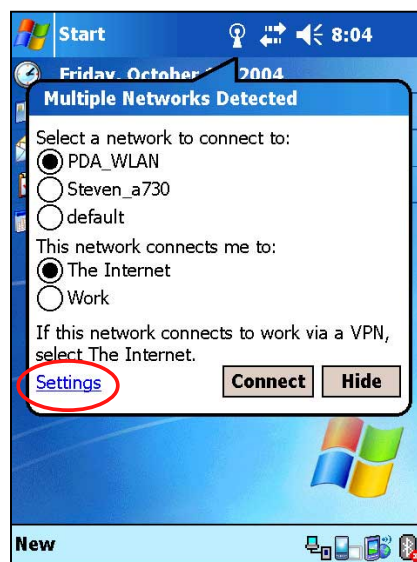 Start 8:04
Friday, October 2004
Multiple Networks Detected
Select a network to connect to:
PDA_WLAN
Steven_a730
default
This network connects me to:
The Internet
Work
If this network connects to work via a VPN,
select The Internet.
Settings Connect Hide
New